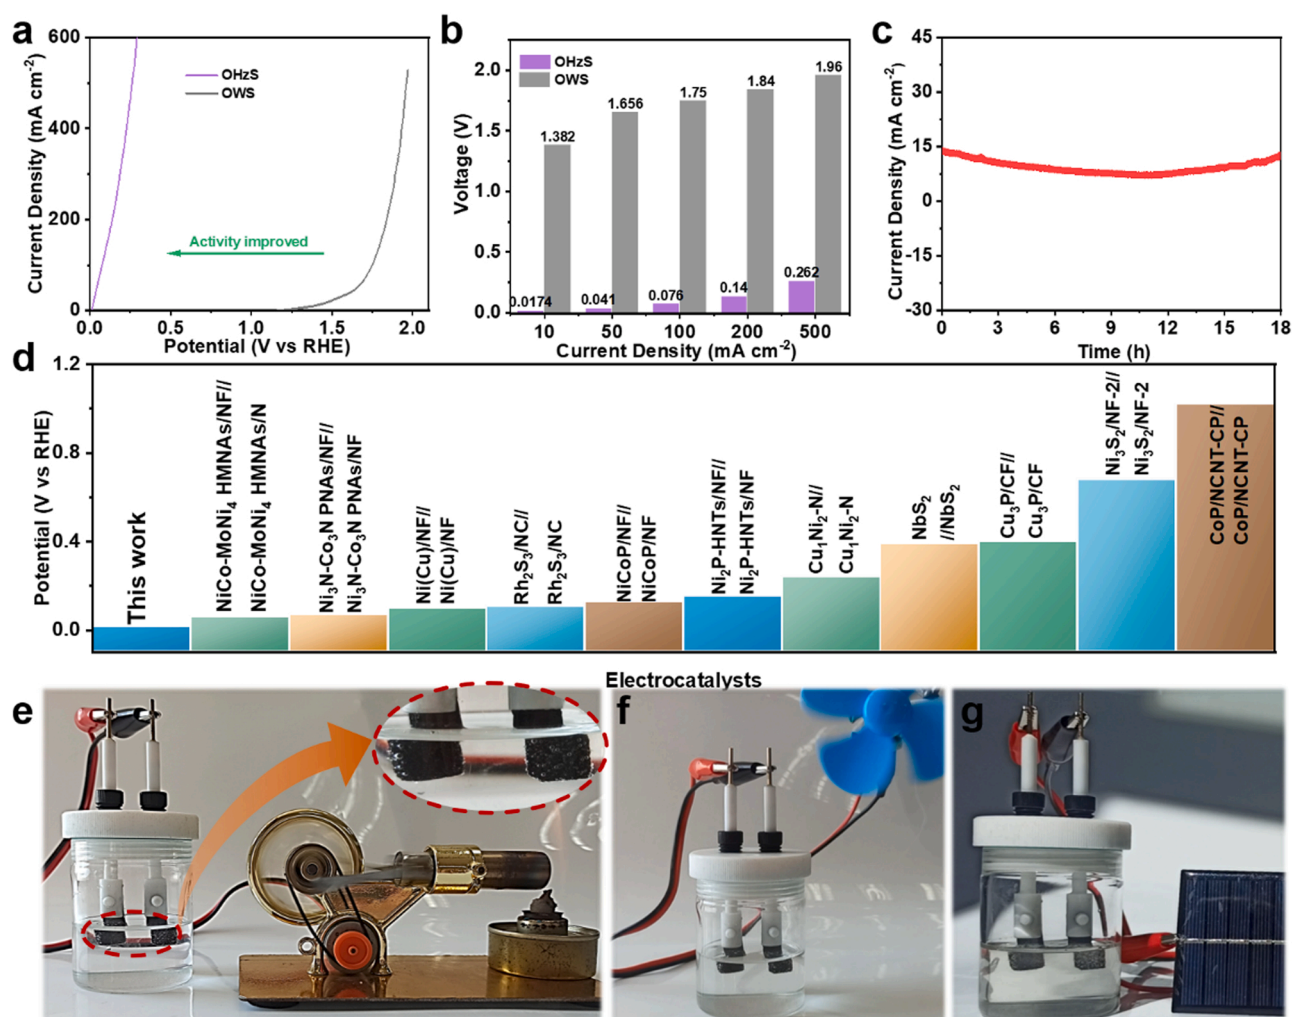 a
600
400
200
0
Current Density (mA cm⁻²)
OHzS
OWS
Activity improved
0.0 0.5 1.0 1.5 2.0
Potential (V vs RHE)
b
OHzS
OWS
2.0
1.5
1.0
0.5
0.0
Voltage (V)
1.382
1.656
1.75
1.84
1.96
0.0174
0.041
0.076
0.14
0.262
10 50 100 200 500
Current Density (mA cm⁻²)
c
45
30
15
0
-15
-30
Current Density (mA cm⁻²)
0 3 6 9 12 15 18
Time (h)
d
1.2
0.8
0.4
0.0
Potential (V vs RHE)
This work
NiCo-MoNi₄ HMNAs/NF//
NiCo-MoNi₄ HMNAs/N
Ni₃N-Co₃N PNAs/NF//
Ni₃N-Co₃N PNAs/NF
Ni(Cu)/NF//
Ni(Cu)/NF
Rh₂S₃/NC//
Rh₂S₃/NC
NiCoP/NF//
NiCoP/NF
Ni₂P-HNTs/NF//
Ni₂P-HNTs/NF
Cu₁Ni₂-N//
Cu₁Ni₂-N
NbS₂
//NbS₂
Cu₃P/CF//
Cu₃P/CF
Ni₃S₂/NF-2//
Ni₃S₂/NF-2
CoP/NCNT-CP//
CoP/NCNT-CP
Electrocatalysts
e
f
g